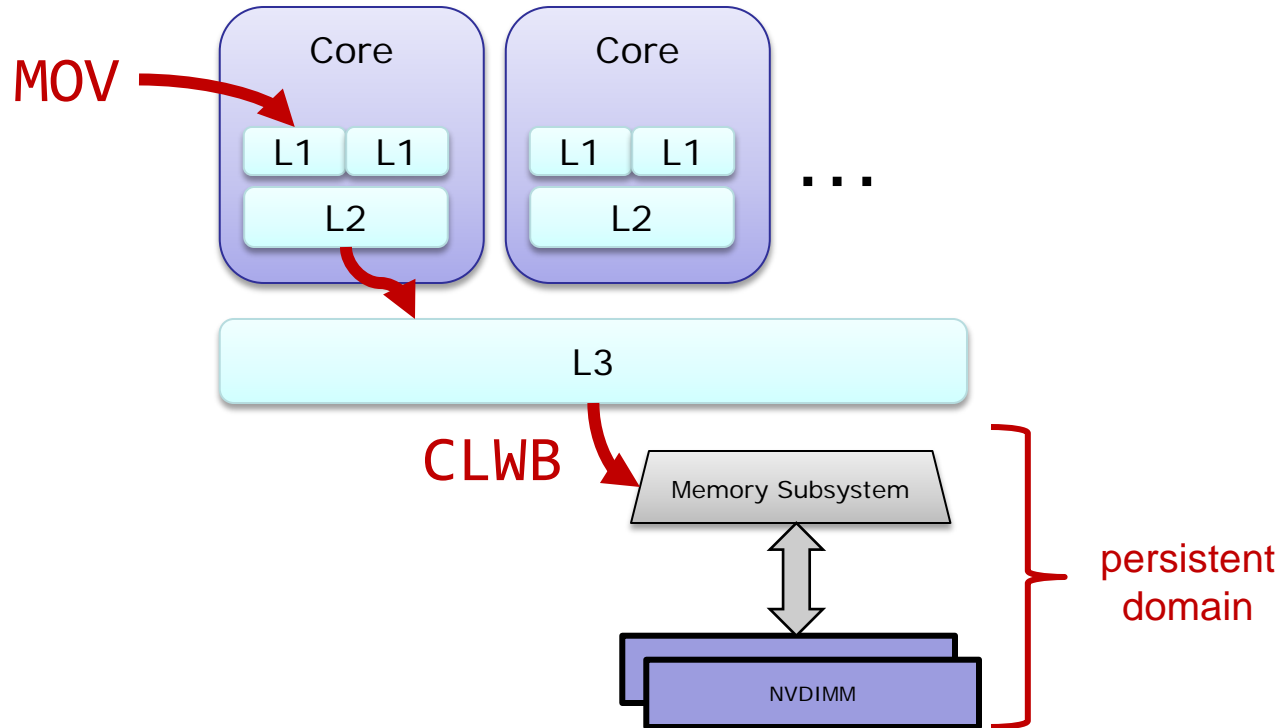 Core
Core
MOV
L1
L1
L1
L1
...
L2
L2
L3
CLWB
Memory Subsystem
persistent
domain
NVDIMM